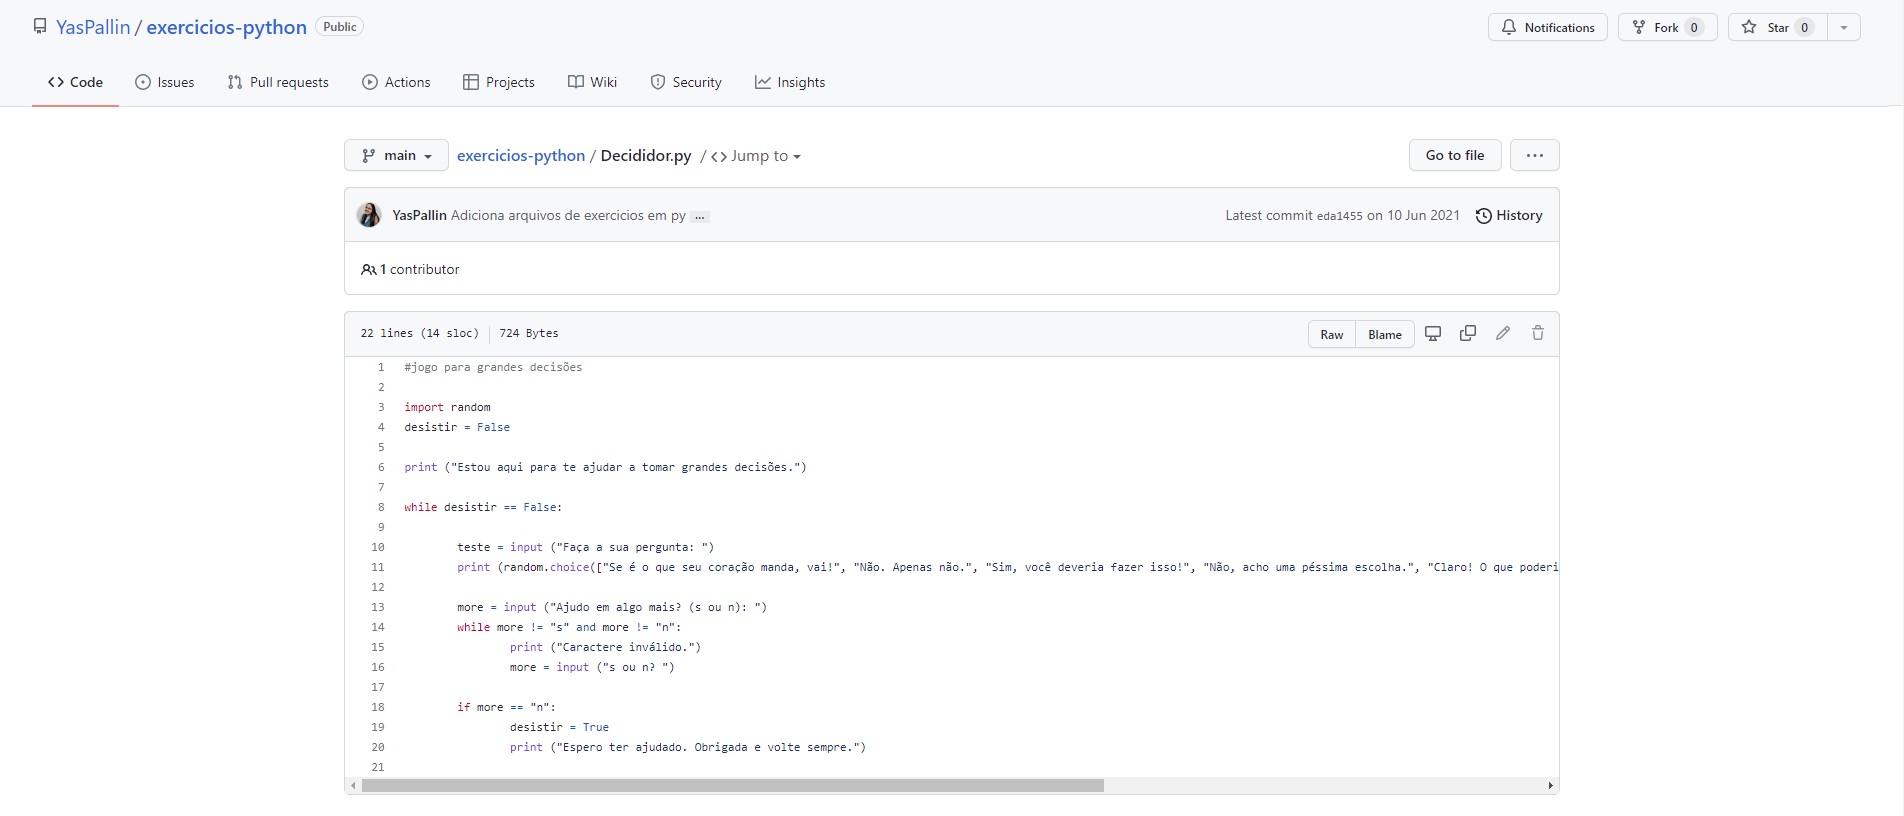 YasPallin / exercicios-python Public
Notifications Fork 0 Star 0
Code Issues Pull requests Actions Projects Wiki Security Insights
main exercicios-python / Decididor.py / <> Jump to
Go to file ...
YasPallin Adiciona arquivos de exercicios em py ...
Latest commit eda1455 on 10 Jun 2021 History
1 contributor
22 lines (14 sloc) 724 Bytes
Raw Blame
1 #jogo para grandes decisões
2
3 import random
4 desistir = False
5
6 print ("Estou aqui para te ajudar a tomar grandes decisões.")
7
8 while desistir == False:
9
10 teste = input ("Faça a sua pergunta: ")
11 print (random.choice(["Se é o que seu coração manda, vai!", "Não. Apenas não.", "Sim, você deveria fazer isso!", "Não, acho uma péssima escolha.", "Claro! O que poderi
12
13 more = input ("Ajudo em algo mais? (s ou n): ")
14 while more != "s" and more != "n":
15 print ("Caractere inválido.")
16 more = input ("s ou n? ")
17
18 if more == "n":
19 desistir = True
20 print ("Espero ter ajudado. Obrigada e volte sempre.")
21